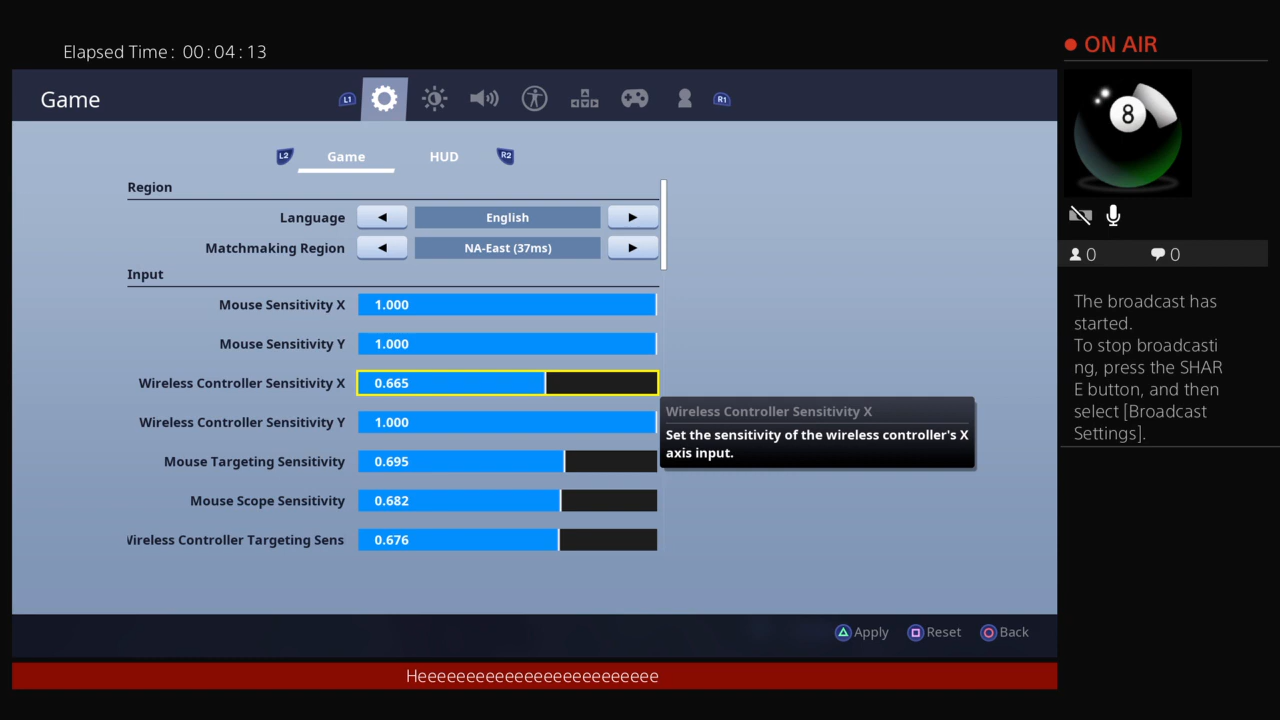 Elapsed Time: 00:04:13
ON AIR
Game
L1
R1
8
L2
Game
HUD
R2
Region
Language
English
Matchmaking Region
NA-East (37ms)
Input
Mouse Sensitivity X
1.000
Mouse Sensitivity Y
1.000
Wireless Controller Sensitivity X
0.665
Wireless Controller Sensitivity Y
1.000
Mouse Targeting Sensitivity
0.695
Mouse Scope Sensitivity
0.682
Wireless Controller Targeting Sens
0.676
Wireless Controller Sensitivity X
Set the sensitivity of the wireless controller's X
axis input.
0
0
The broadcast has
started.
To stop broadcasti
ng, press the SHAR
E button, and then
select [Broadcast
Settings].
Apply
Reset
Back
Heeeeeeeeeeeeeeeeeeeeeeeee